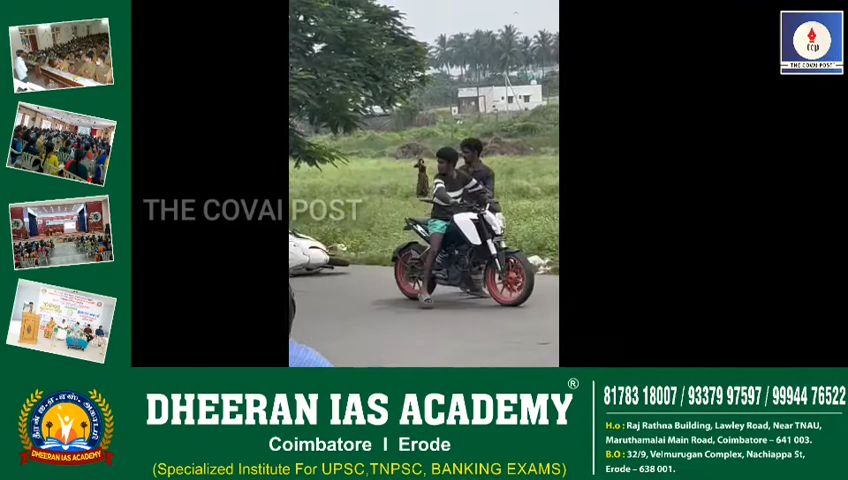 THE COVAI POST
THE COVAI POST
DHEERAN IAS ACADEMY®
Coimbatore I Erode
(Specialized Institute For UPSC,TNPSC, BANKING EXAMS)
DHEERAN IAS ACADEMY
81783 18007 / 93379 97597 / 99944 76522
H.o : Raj Rathna Building, Lawley Road, Near TNAU,
Maruthamalai Main Road, Coimbatore – 641 003.
B.O : 32/9, Velmurugan Complex, Nachiappa St,
Erode – 638 001.